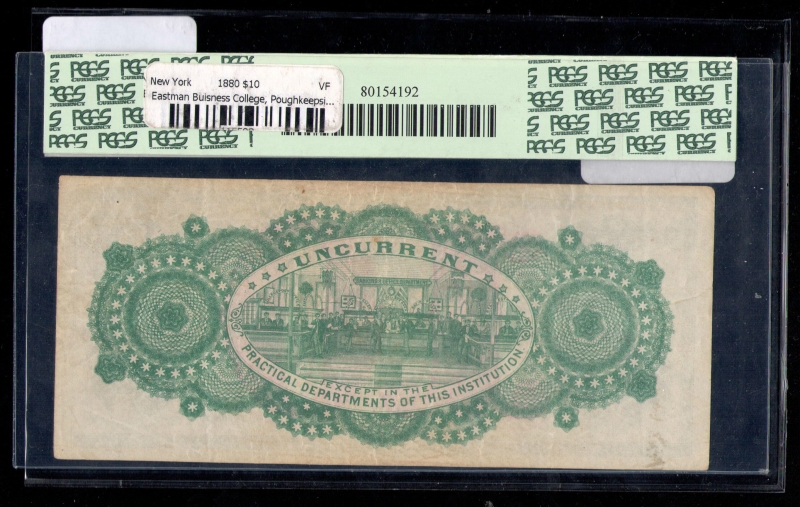 New York 1880 $10 VF
Eastman Buisness College, Poughkeepsi...
80154192
PCGS CURRENCY
UNCURRENT
(EXCEPT IN THE)
PRACTICAL DEPARTMENTS OF THIS INSTITUTION